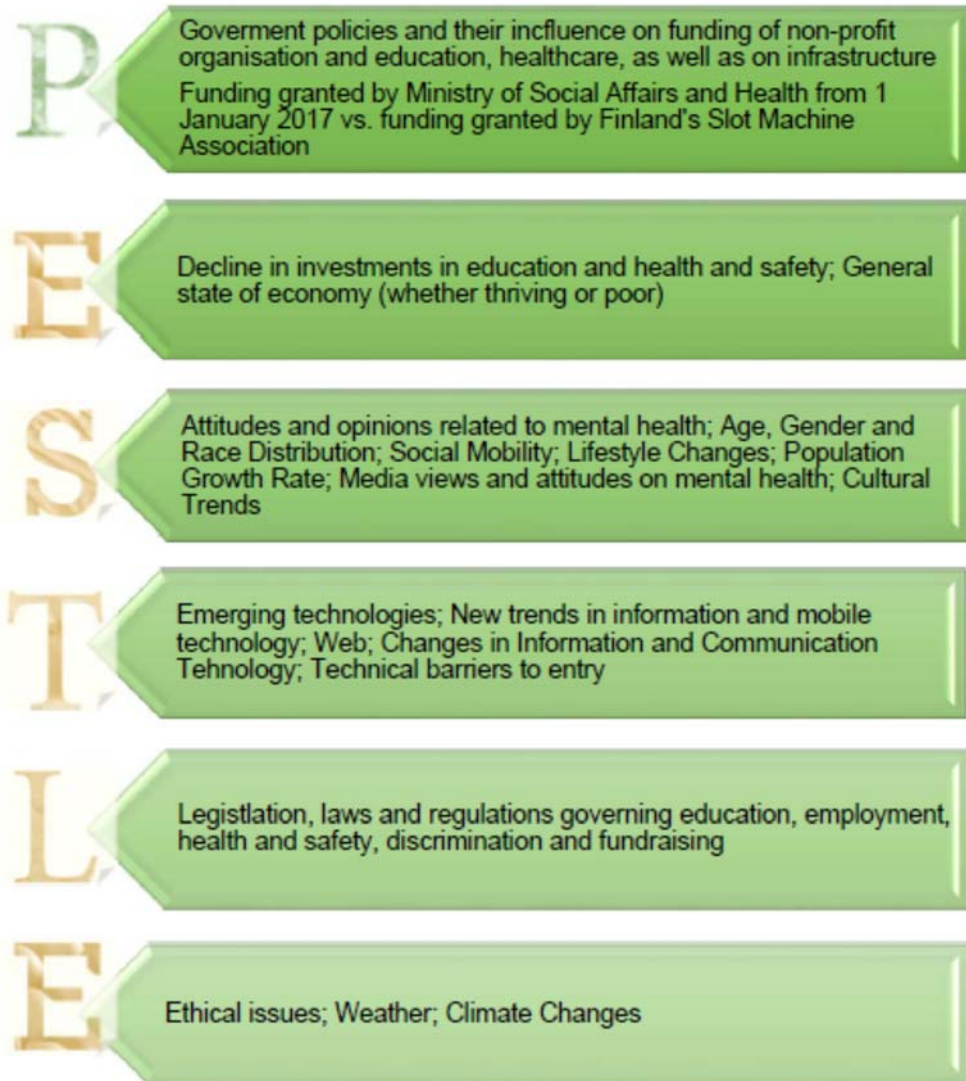 P
Goverment policies and their incfluence on funding of non-profit
organisation and education, healthcare, as well as on infrastructure
Funding granted by Ministry of Social Affairs and Health from 1
January 2017 vs. funding granted by Finland's Slot Machine
Association
E
Decline in investments in education and health and safety; General
state of economy (whether thriving or poor)
S
Attitudes and opinions related to mental health; Age, Gender and
Race Distribution; Social Mobility; Lifestyle Changes; Population
Growth Rate; Media views and attitudes on mental health; Cultural
Trends
T
Emerging technologies; New trends in information and mobile
technology; Web; Changes in Information and Communication
Tehnology; Technical barriers to entry
L
Legistlation, laws and regulations governing education, employment,
health and safety, discrimination and fundraising
E
Ethical issues; Weather; Climate Changes